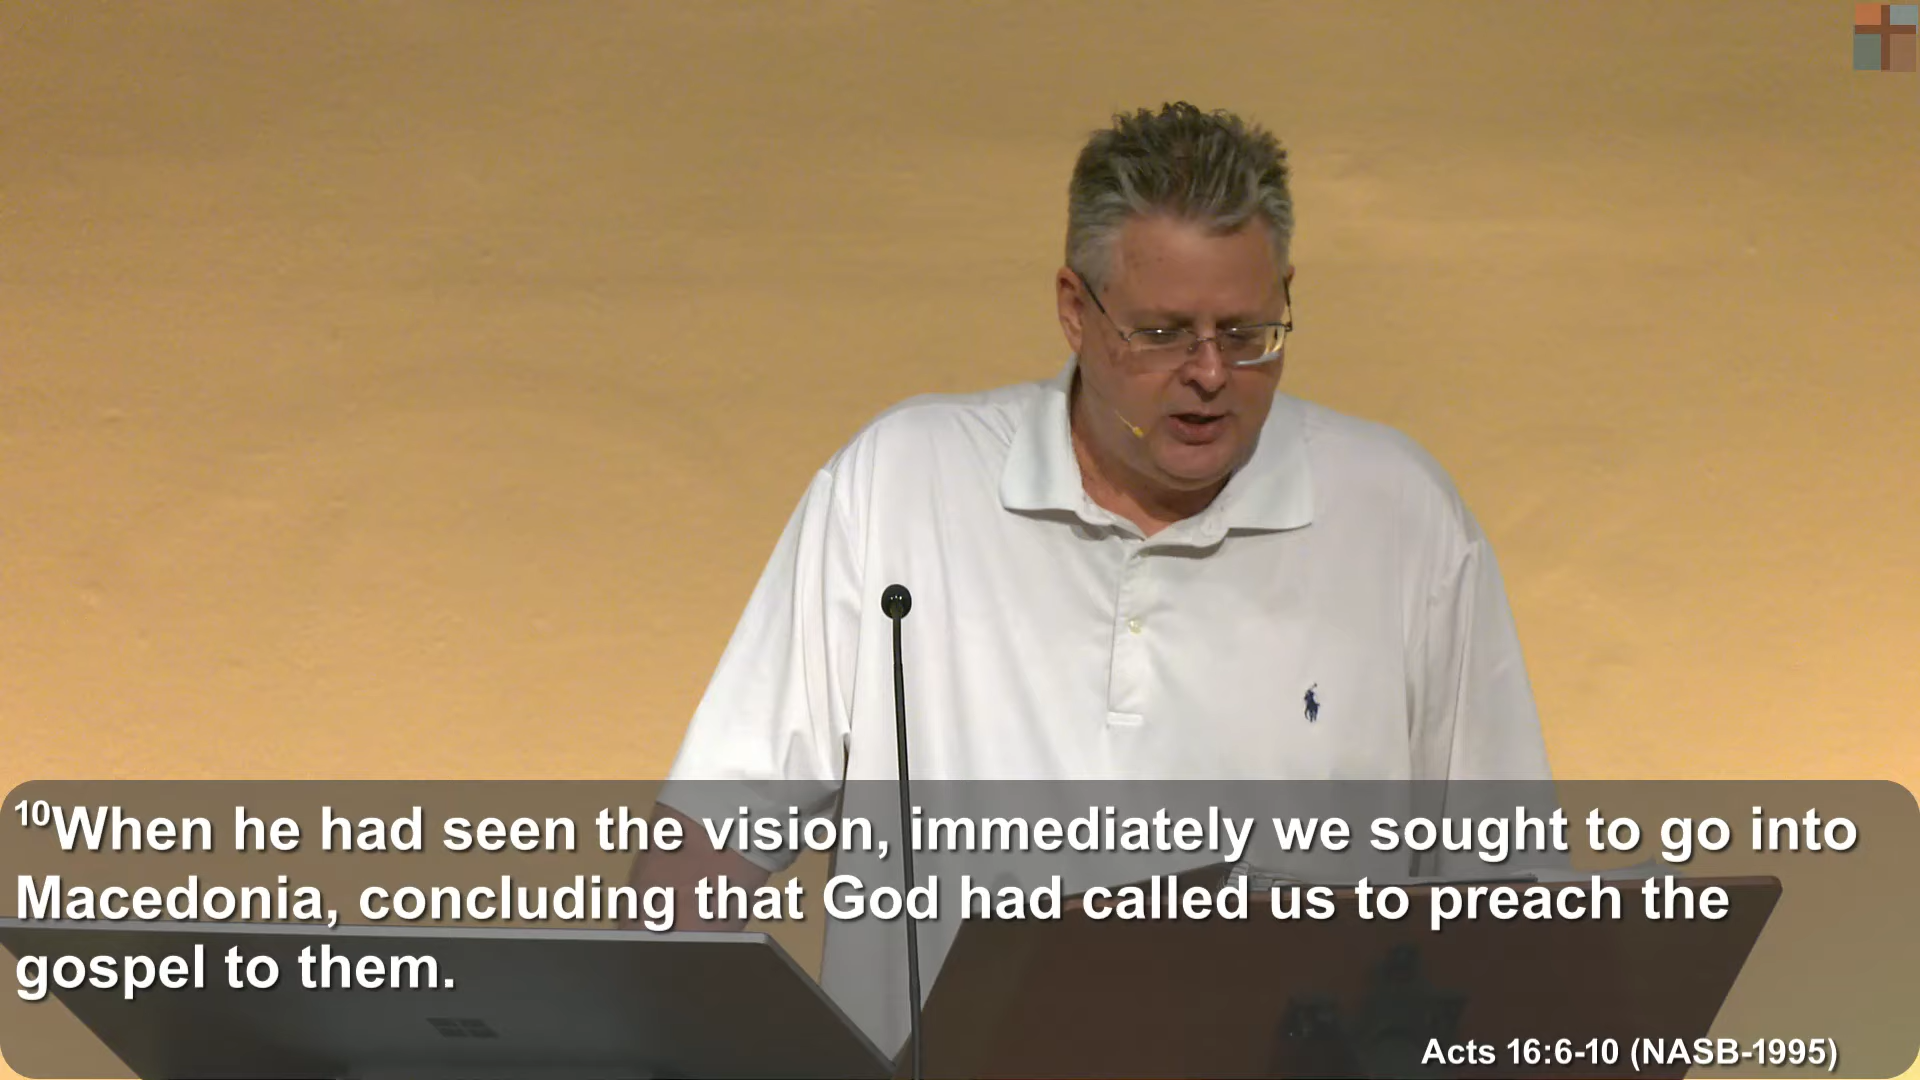 10When he had seen the vision, immediately we sought to go into
Macedonia, concluding that God had called us to preach the
gospel to them.
Acts 16:6-10 (NASB-1995)